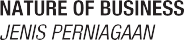 NATURE OF BUSINESS
JENIS PERNIAGAAN